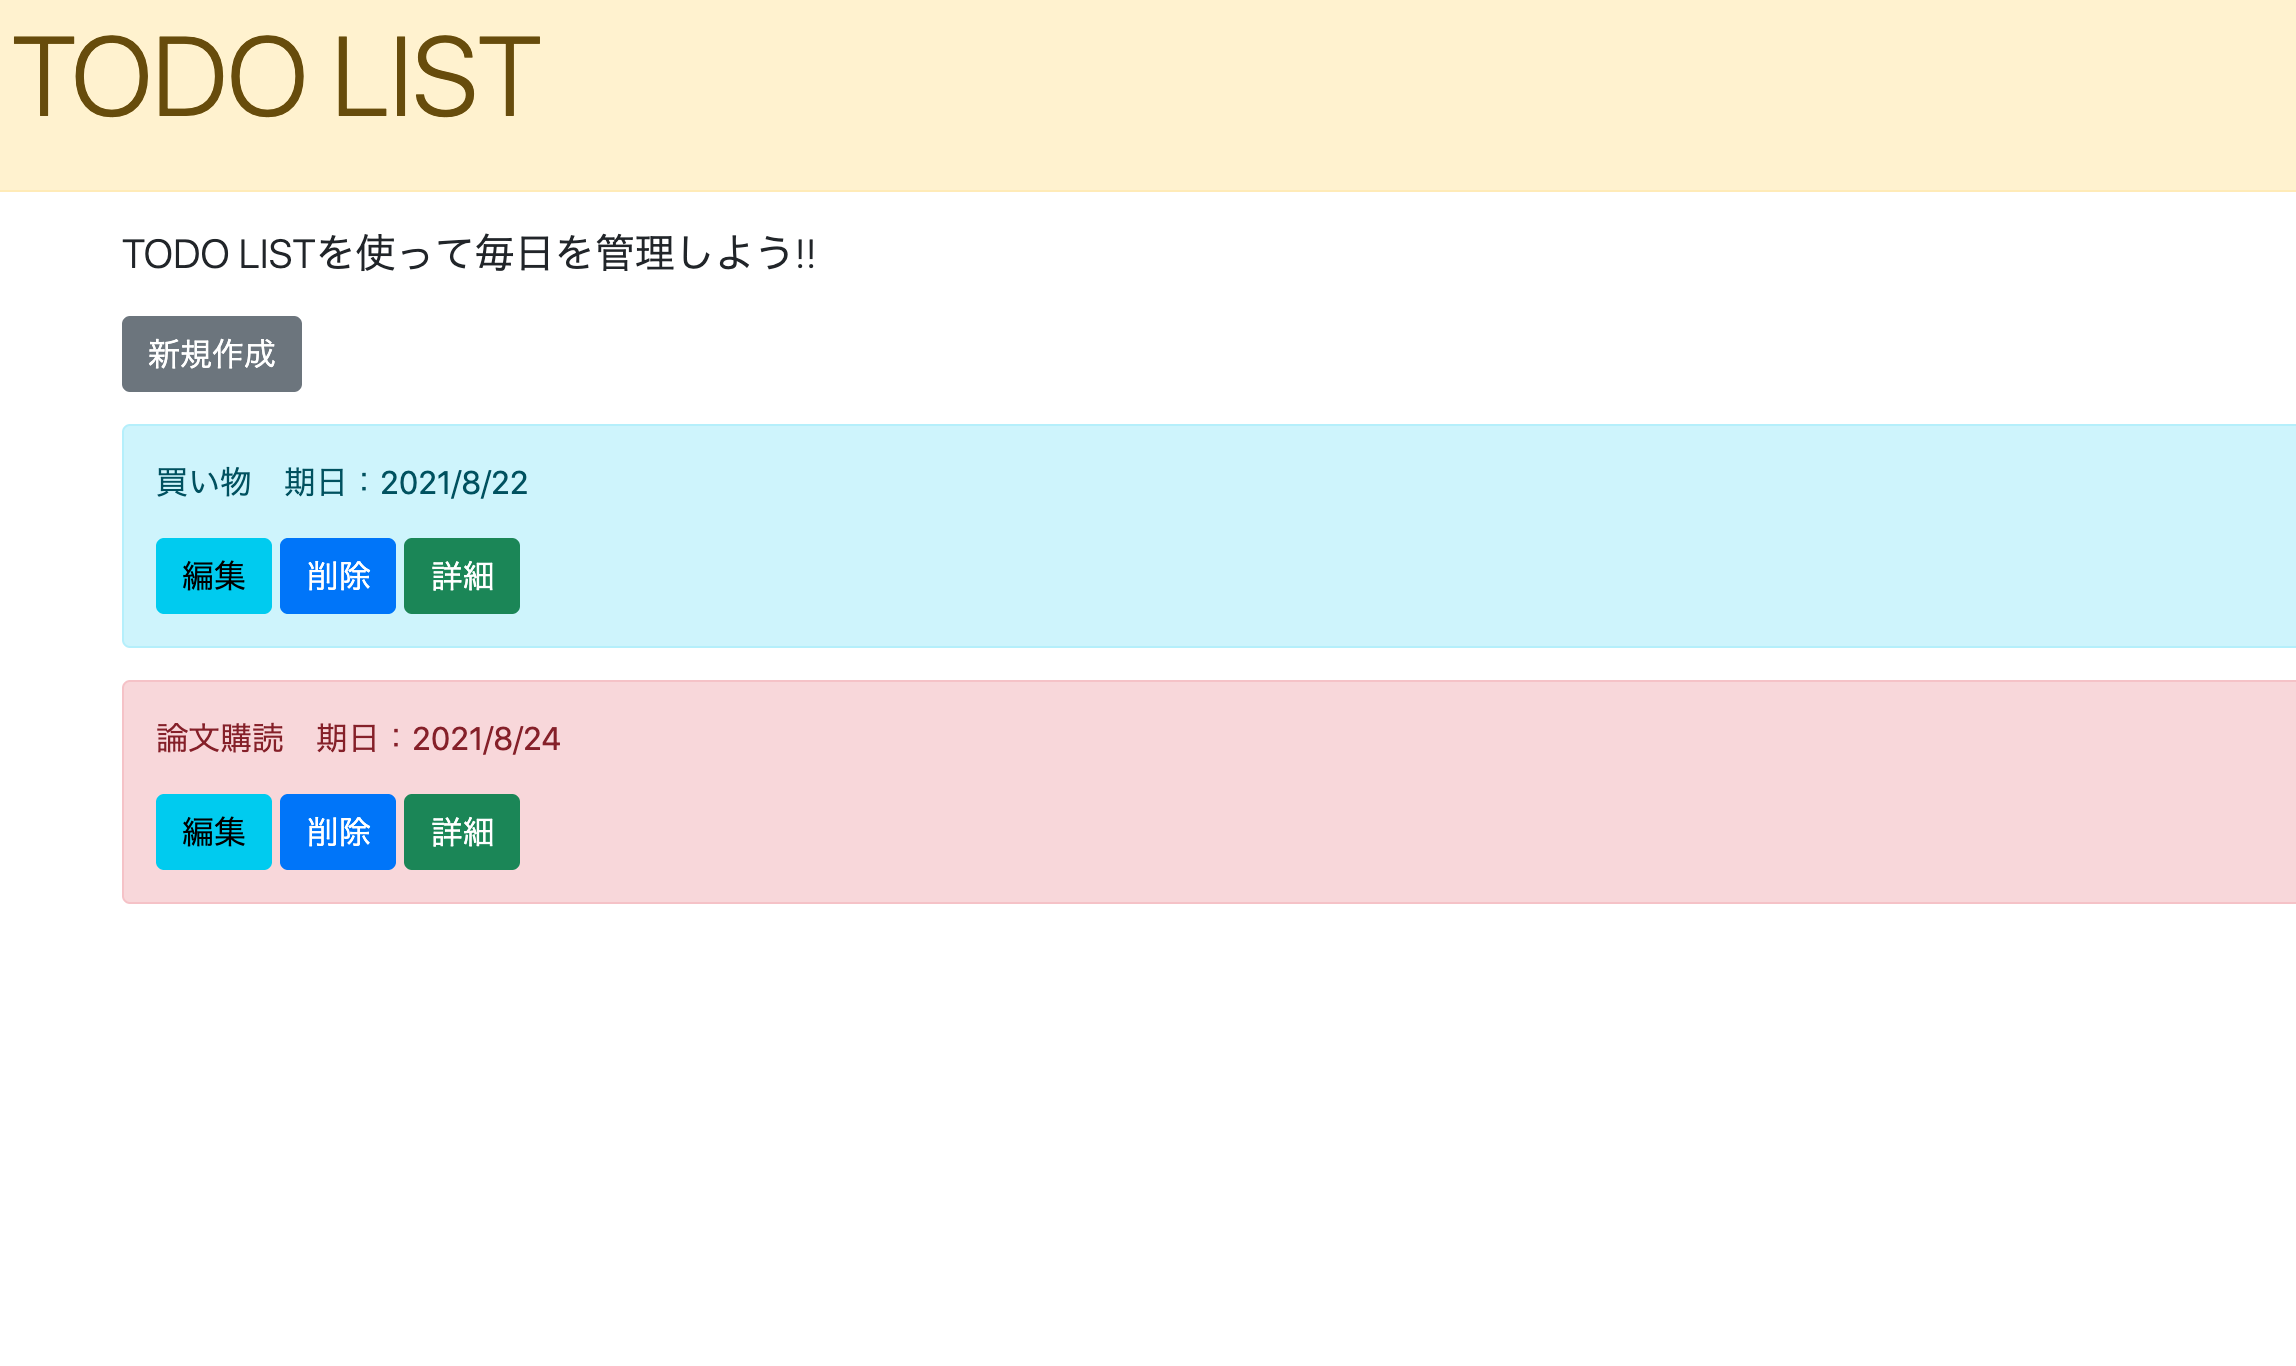 TODO LIST
TODO LISTを使って毎日を管理しよう!!
新規作成
買い物　期日：2021/8/22
編集 削除 詳細
論文購読　期日：2021/8/24
編集 削除 詳細